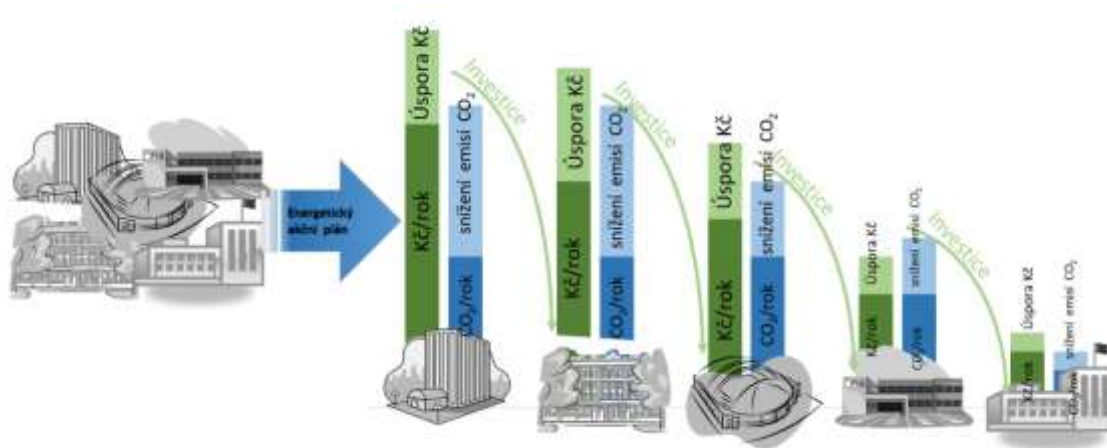 Energetický
akční plán
Kč/rok
Úspora Kč
CO₂/rok
snížení emisí CO₂
Investice
Kč/rok
Úspora Kč
CO₂/rok
snížení emisí CO₂
Investice
Kč/rok
Úspora Kč
CO₂/rok
snížení emisí CO₂
Investice
Kč/rok
Úspora Kč
CO₂/rok
snížení emisí CO₂
Investice
Kč/rok
Úspora Kč
CO₂/rok
snížení emisí CO₂